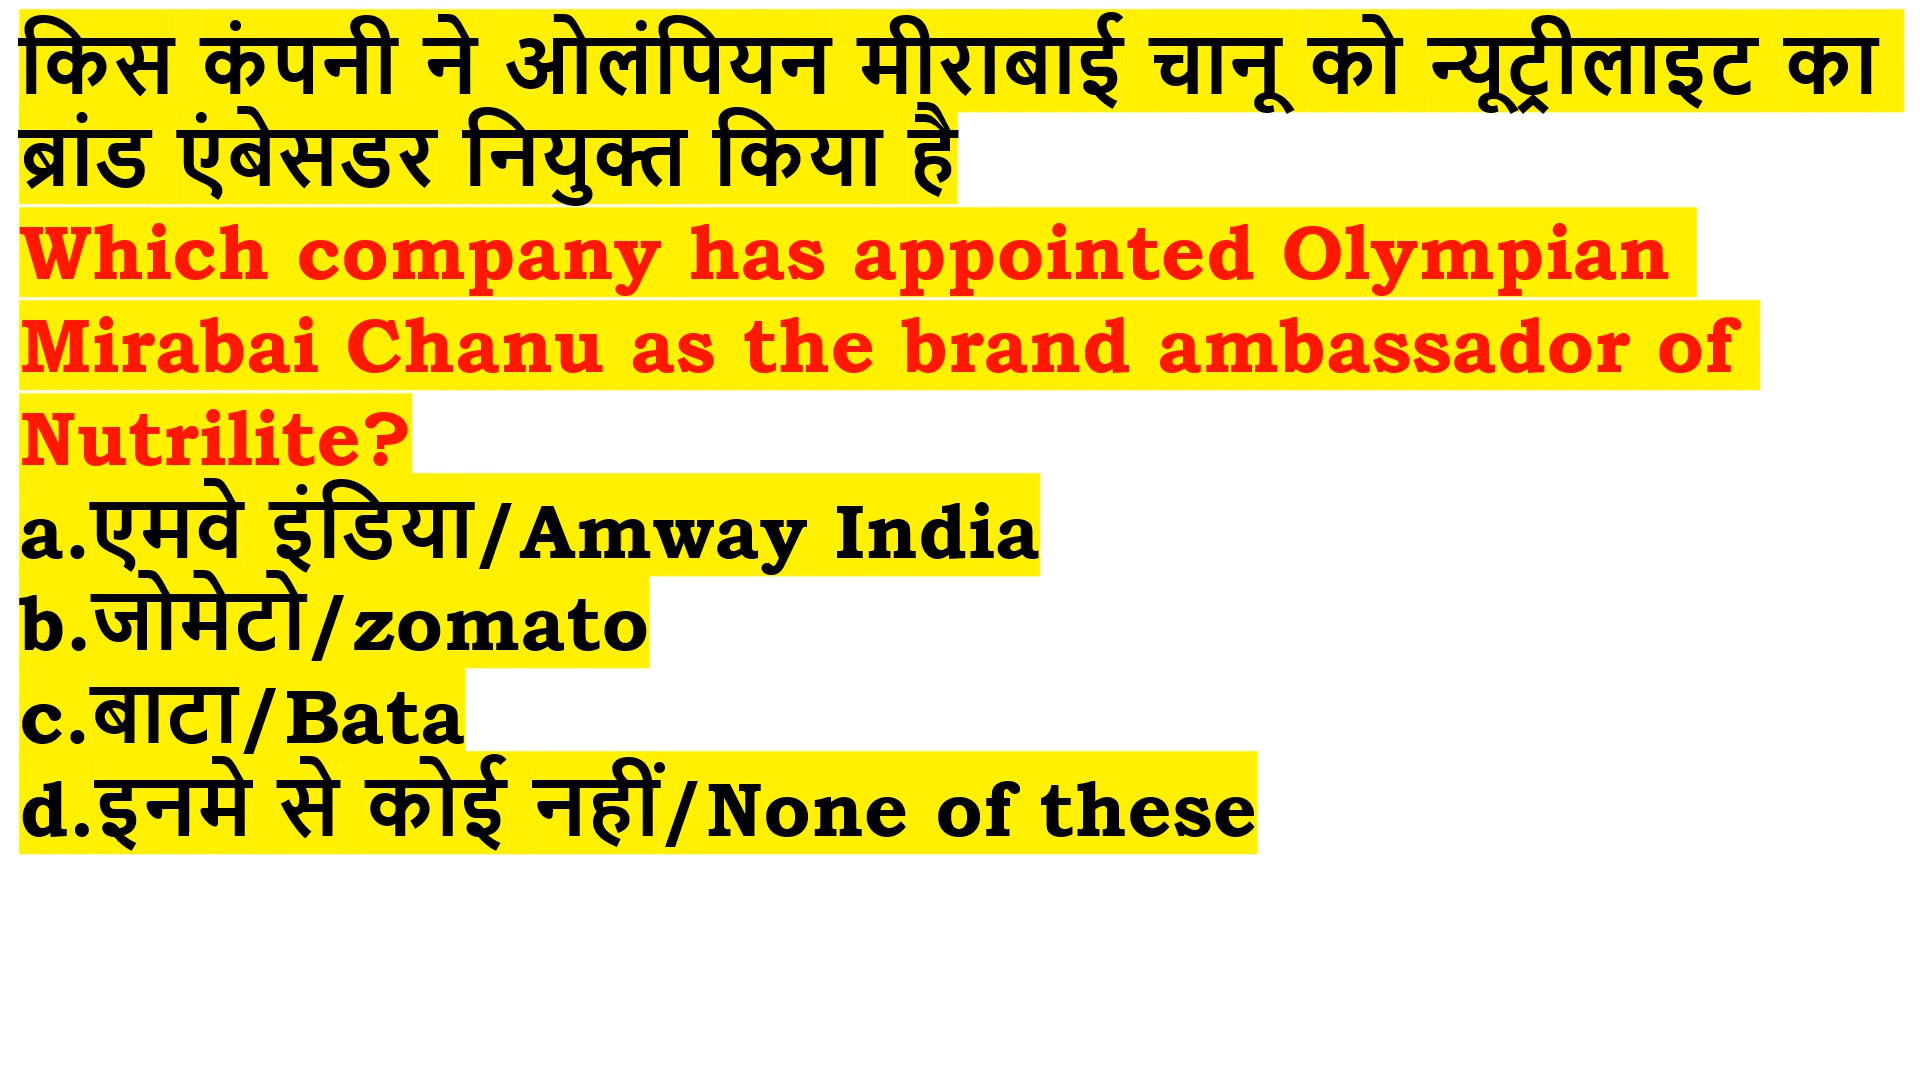 किस कंपनी ने ओलंपियन मीराबाई चानू को न्यूट्रीलाइट का
ब्रांड एंबेसडर नियुक्त किया है
Which company has appointed Olympian
Mirabai Chanu as the brand ambassador of
Nutrilite?
a.एमवे इंडिया/Amway India
b.जोमेटो/zomato
c.बाटा/Bata
d.इनमे से कोई नहीं/None of these